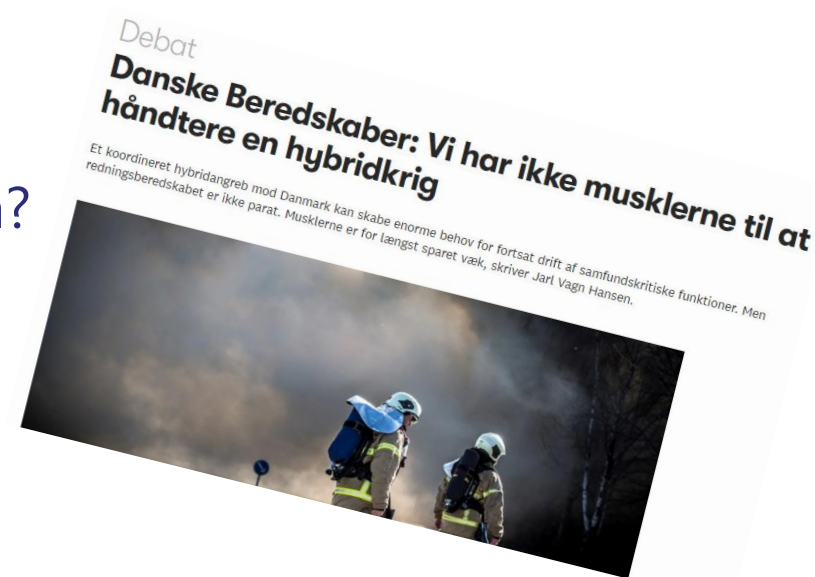 Debat
Danske Beredskaber: Vi har ikke musklerne til at
håndtere en hybridkrig
Et koordineret hybridangreb mod Danmark kan skabe enorme behov for fortsat drift af samfundskritiske funktioner. Men
redningsberedskabet er ikke parat. Musklerne er for længst sparet væk, skriver Jarl Vagn Hansen.